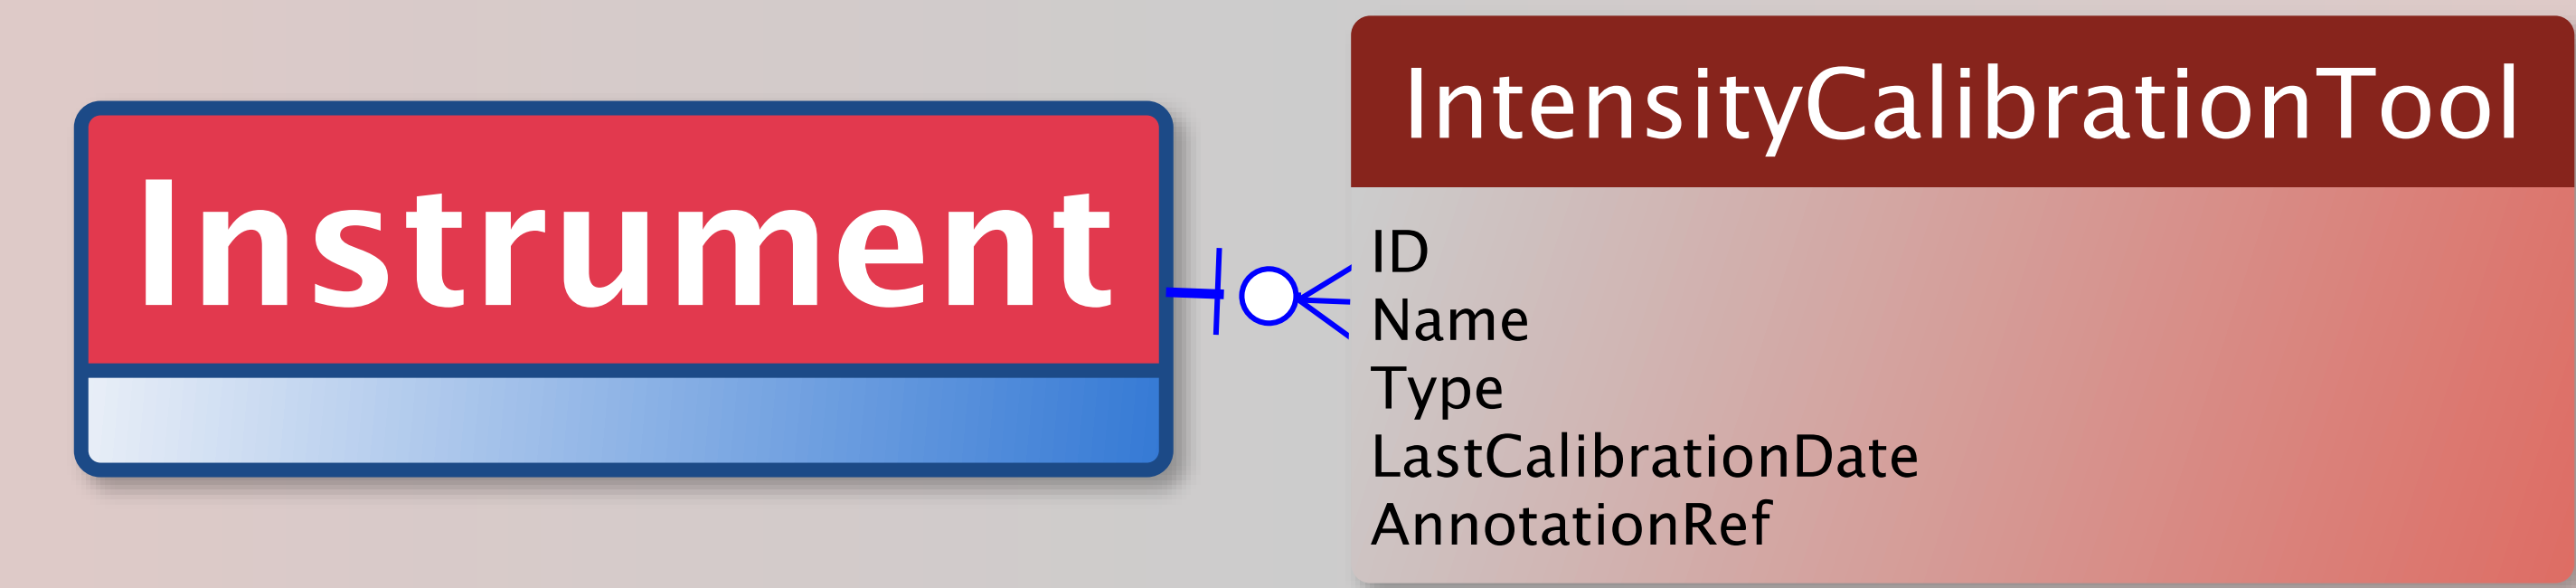 Instrument
IntensityCalibrationTool
ID
Name
Type
LastCalibrationDate
AnnotationRef